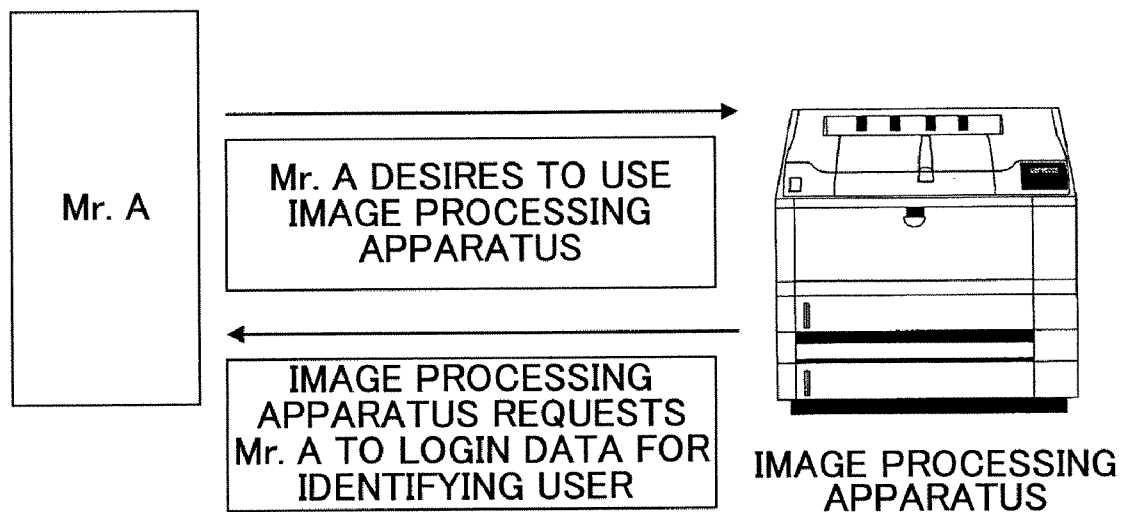 Mr. A
Mr. A DESIRES TO USE
IMAGE PROCESSING
APPARATUS
IMAGE PROCESSING
APPARATUS REQUESTS
Mr. A TO LOGIN DATA FOR
IDENTIFYING USER
IMAGE PROCESSING
APPARATUS